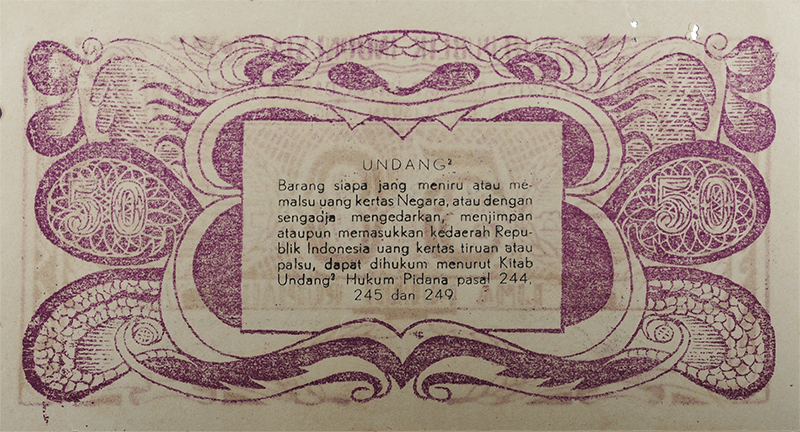 UNDANG²
Barang siapa jang meniru atau me-
malsu uang kertas Negara, atau dengan
sengadja mengedarkan, menjimpan
ataupun memasukkan kedaerah Repu-
blik Indonesia uang kertas tiruan atau
palsu, dapat dihukum menurut Kitab
Undang² Hukum Pidana pasal 244,
245 dan 249.
50 50